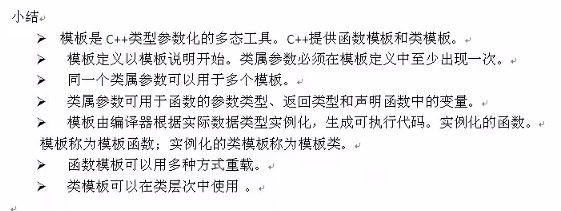 小结
➢ 模板是 C++类型参数化的多态工具。C++提供函数模板和类模板。
➢ 模板定义以模板说明开始。类属参数必须在模板定义中至少出现一次。
➢ 同一个类属参数可以用于多个模板。
➢ 类属参数可用于函数的参数类型、返回类型和声明函数中的变量。
➢ 模板由编译器根据实际数据类型实例化，生成可执行代码。实例化的函数。
模板称为模板函数；实例化的类模板称为模板类。
➢ 函数模板可以用多种方式重载。
➢ 类模板可以在类层次中使用 。